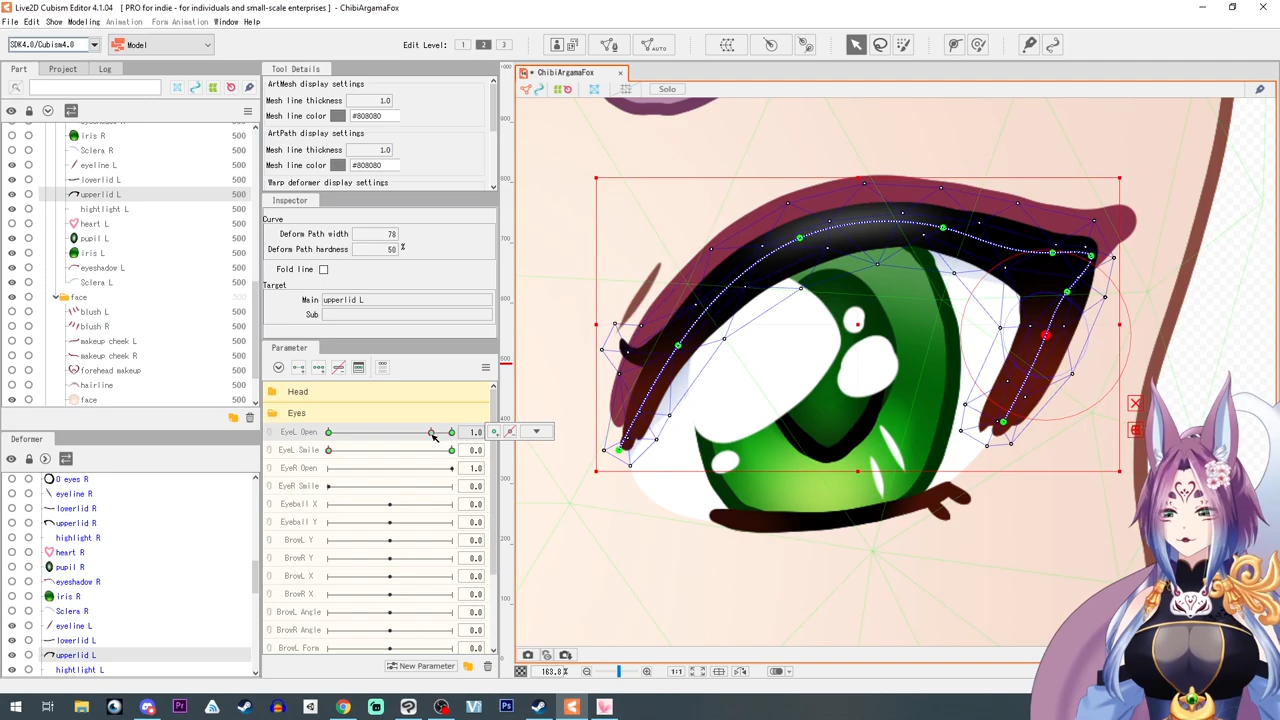 Live2D Cubism Editor 4.1.04 [ PRO for indie - for individuals and small-scale enterprises ] - ChibiArgamaFox
File Edit Show Modeling Animation Form Animation Window Help
SDK4.0/Cubism4.0 Model Edit Level: 1 2 3
Part Project Log
iris R 500
Sclera R 500
eyeline L 500
lowerlid L 500
upperlid L 500
hightlight L 500
heart L 500
pupil L 500
iris L 500
eyeshadow L 500
Sclera L 500
face 500
blush L 500
blush R 500
makeup cheek L 500
makeup cheek R 500
forehead makeup 500
hairline 500
face 500
Deformer
O eyes R
eyeline R
lowerlid R
upperlid R
highlight R
heart R
pupil R
eyeshadow R
iris R
Sclera R
eyeline L
lowerlid L
upperlid L
hightlight L
Tool Details
ArtMesh display settings
Mesh line thickness 1.0
Mesh line color #808080
ArtPath display settings
Mesh line thickness 1.0
Mesh line color #808080
Warp deformer display settings
Inspector
Curve
Deform Path width 78
Deform Path hardness 50 %
Fold line
Target
Main upperlid L
Sub
Parameter
Head
Eyes
EyeL Open 1.0
EyeL Smile 0.0
EyeR Open 1.0
EyeR Smile 0.0
Eyeball X 0.0
Eyeball Y 0.0
BrowL Y 0.0
BrowR Y 0.0
BrowL X 0.0
BrowR X 0.0
BrowL Angle 0.0
BrowR Angle 0.0
BrowL Form 0.0
New Parameter
* ChibiArgamaFox
Solo
163.8% 1:1